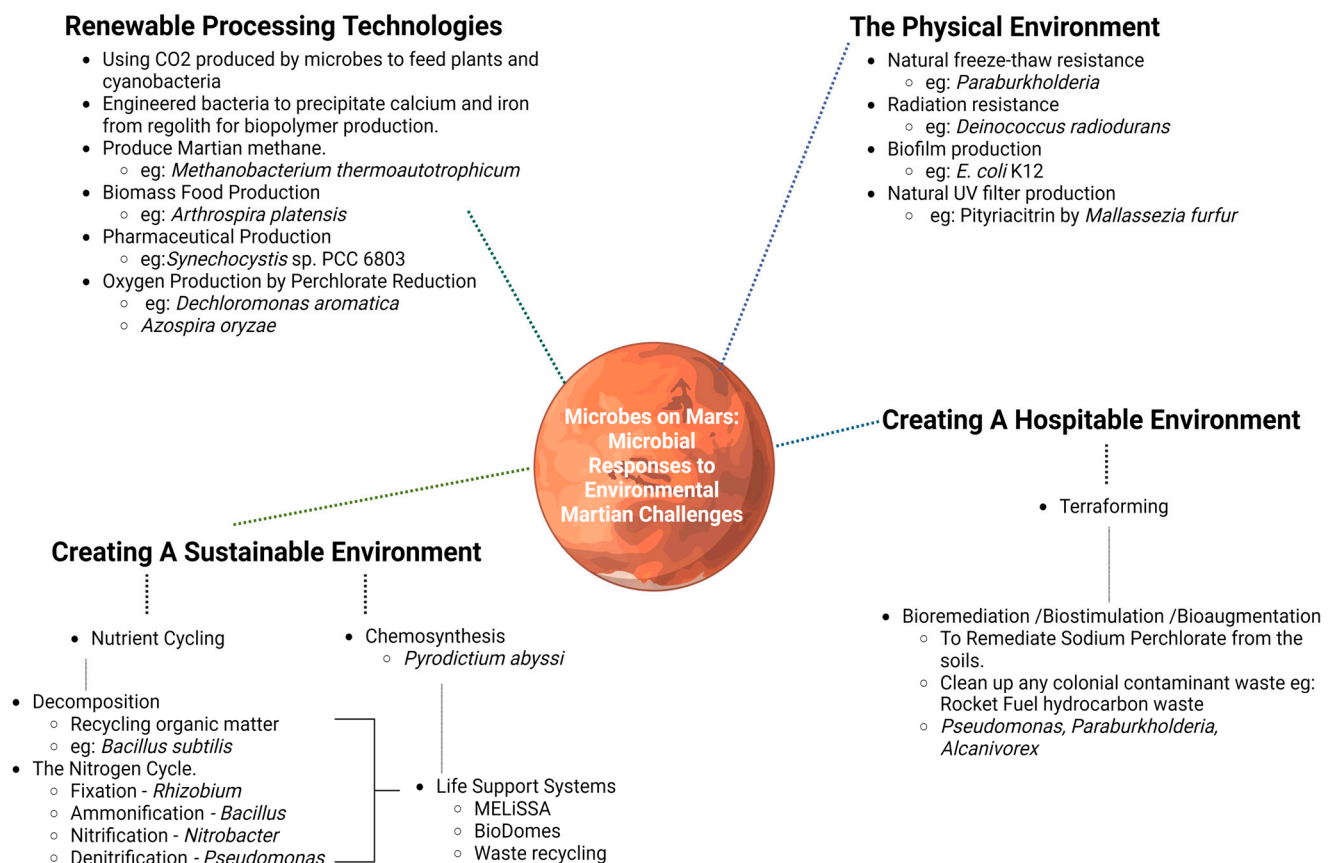 Renewable Processing Technologies
• Using CO2 produced by microbes to feed plants and
cyanobacteria
• Engineered bacteria to precipitate calcium and iron
from regolith for biopolymer production.
• Produce Martian methane.
◦ eg: Methanobacterium thermoautotrophicum
• Biomass Food Production
◦ eg: Arthrospira platensis
• Pharmaceutical Production
◦ eg:Synechocystis sp. PCC 6803
• Oxygen Production by Perchlorate Reduction
◦ eg: Dechloromonas aromatica
◦ Azospira oryzae
The Physical Environment
• Natural freeze-thaw resistance
◦ eg: Paraburkholderia
• Radiation resistance
◦ eg: Deinococcus radiodurans
• Biofilm production
◦ eg: E. coli K12
• Natural UV filter production
◦ eg: Pityriacitrin by Mallassezia furfur
Microbes on Mars:
Microbial
Responses to
Environmental
Martian Challenges
Creating A Hospitable Environment
• Terraforming
• Bioremediation /Biostimulation /Bioaugmentation
◦ To Remediate Sodium Perchlorate from the
soils.
◦ Clean up any colonial contaminant waste eg:
Rocket Fuel hydrocarbon waste
◦ Pseudomonas, Paraburkholderia,
Alcanivorex
Creating A Sustainable Environment
• Nutrient Cycling
• Decomposition
◦ Recycling organic matter
◦ eg: Bacillus subtilis
• The Nitrogen Cycle.
◦ Fixation - Rhizobium
◦ Ammonification - Bacillus
◦ Nitrification - Nitrobacter
◦ Denitrification - Pseudomonas
• Chemosynthesis
◦ Pyrodictium abyssi
• Life Support Systems
◦ MELiSSA
◦ BioDomes
◦ Waste recycling